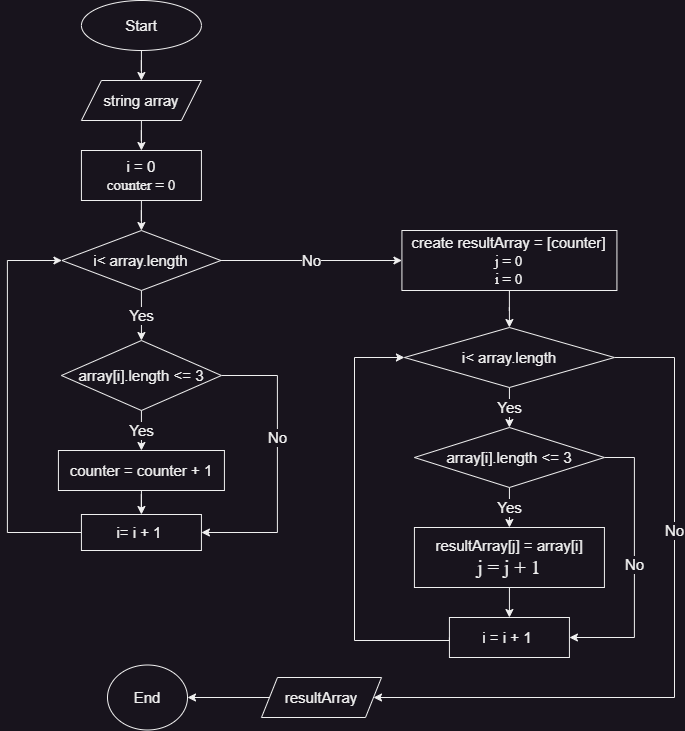 Start
string array
i = 0
counter = 0
i< array.length
No
Yes
array[i].length <= 3
Yes
No
counter = counter + 1
i= i + 1
create resultArray = [counter]
j = 0
i = 0
i< array.length
Yes
array[i].length <= 3
Yes
No
No
resultArray[j] = array[i]
j = j + 1
i = i + 1
resultArray
End